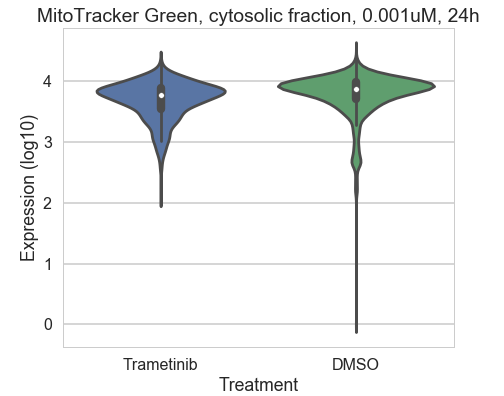 MitoTracker Green, cytosolic fraction, 0.001uM, 24h
Expression (log10)
4
3
2
1
0
Trametinib
DMSO
Treatment